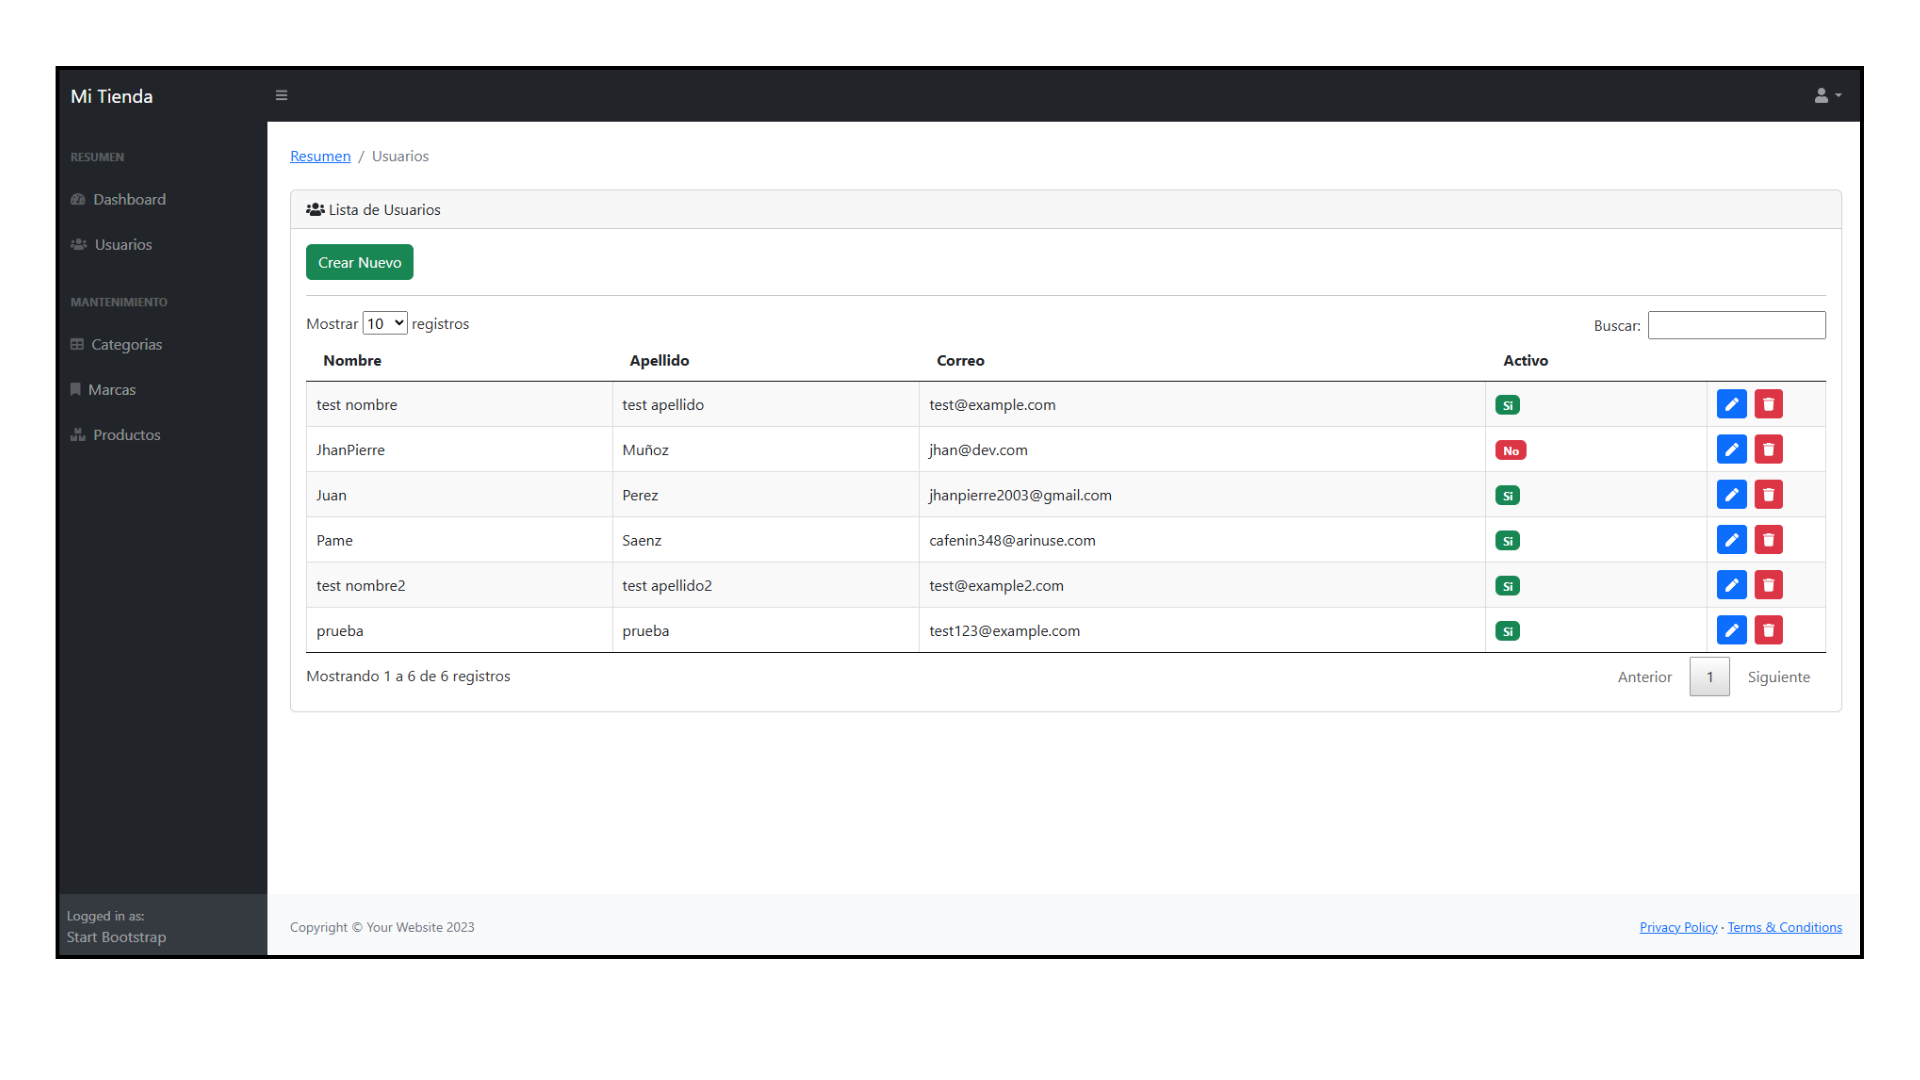 Mi Tienda
RESUMEN
Dashboard
Usuarios
MANTENIMIENTO
Categorias
Marcas
Productos
Logged in as:
Start Bootstrap
Resumen / Usuarios
Lista de Usuarios
Crear Nuevo
Mostrar 10 registros
Buscar:
Nombre Apellido Correo Activo
test nombre test apellido test@example.com Si
JhanPierre Muñoz jhan@dev.com No
Juan Perez jhanpierre2003@gmail.com Si
Pame Saenz cafenin348@arinuse.com Si
test nombre2 test apellido2 test@example2.com Si
prueba prueba test123@example.com Si
Mostrando 1 a 6 de 6 registros
Anterior 1 Siguiente
Copyright © Your Website 2023
Privacy Policy · Terms & Conditions